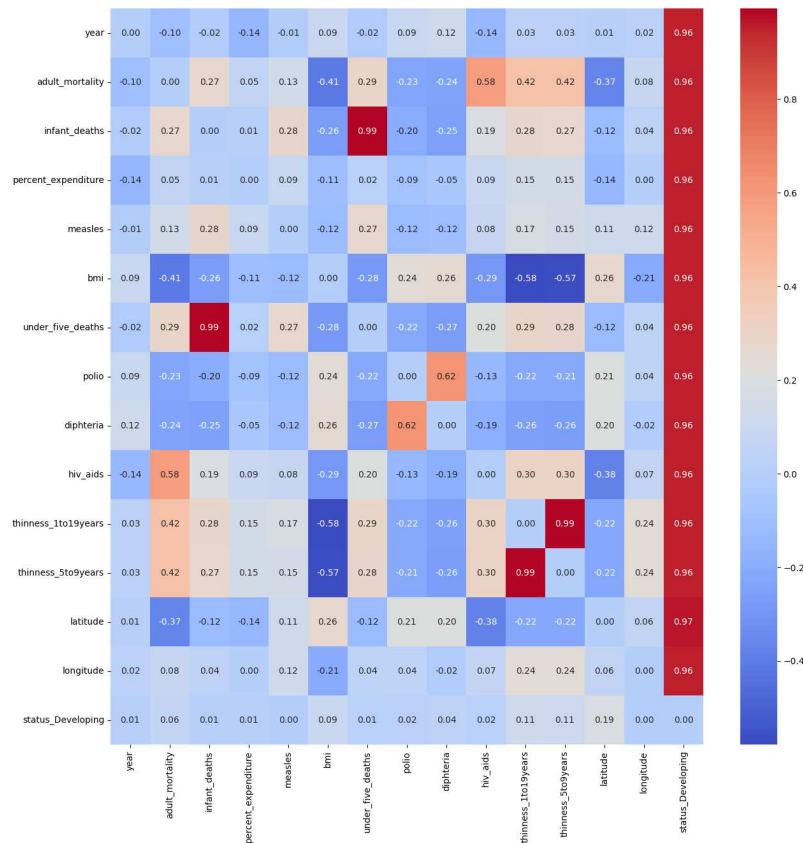 year 0.00 -0.10 -0.02 -0.14 -0.01 0.09 -0.02 0.09 0.12 -0.14 0.03 0.03 0.01 0.02 0.96
adult_mortality -0.10 0.00 0.27 0.05 0.13 -0.41 0.29 -0.23 -0.24 0.58 0.42 0.42 -0.37 0.08 0.96
infant_deaths -0.02 0.27 0.00 0.01 0.28 -0.26 0.99 -0.20 -0.25 0.19 0.28 0.27 -0.12 0.04 0.96
percent_expenditure -0.14 0.05 0.01 0.00 0.09 -0.11 0.02 -0.09 -0.05 0.09 0.15 0.15 -0.14 0.00 0.96
measles -0.01 0.13 0.28 0.09 0.00 -0.12 0.27 -0.12 -0.12 0.08 0.17 0.15 0.11 0.12 0.96
bmi 0.09 -0.41 -0.26 -0.11 -0.12 0.00 -0.28 0.24 0.26 -0.29 -0.58 -0.57 0.26 -0.21 0.96
under_five_deaths -0.02 0.29 0.99 0.02 0.27 -0.28 0.00 -0.22 -0.27 0.20 0.29 0.28 -0.12 0.04 0.96
polio 0.09 -0.23 -0.20 -0.09 -0.12 0.24 -0.22 0.00 0.62 -0.13 -0.22 -0.21 0.21 0.04 0.96
diphteria 0.12 -0.24 -0.25 -0.05 -0.12 0.26 -0.27 0.62 0.00 -0.19 -0.26 -0.26 0.20 -0.02 0.96
hiv_aids -0.14 0.58 0.19 0.09 0.08 -0.29 0.20 -0.13 -0.19 0.00 0.30 0.30 -0.38 0.07 0.96
thinness_1to19years 0.03 0.42 0.28 0.15 0.17 -0.58 0.29 -0.22 -0.26 0.30 0.00 0.99 -0.22 0.24 0.96
thinness_5to9years 0.03 0.42 0.27 0.15 0.15 -0.57 0.28 -0.21 -0.26 0.30 0.99 0.00 -0.22 0.24 0.96
latitude 0.01 -0.37 -0.12 -0.14 0.11 0.26 -0.12 0.21 0.20 -0.38 -0.22 -0.22 0.00 0.06 0.97
longitude 0.02 0.08 0.04 0.00 0.12 -0.21 0.04 0.04 -0.02 0.07 0.24 0.24 0.06 0.00 0.96
status_Developing 0.01 0.06 0.01 0.01 0.00 0.09 0.01 0.02 0.04 0.02 0.11 0.11 0.19 0.00 0.00
year adult_mortality infant_deaths percent_expenditure measles bmi under_five_deaths polio diphteria hiv_aids thinness_1to19years thinness_5to9years latitude longitude status_Developing
0.8
0.6
0.4
0.2
0.0
−0.2
−0.4